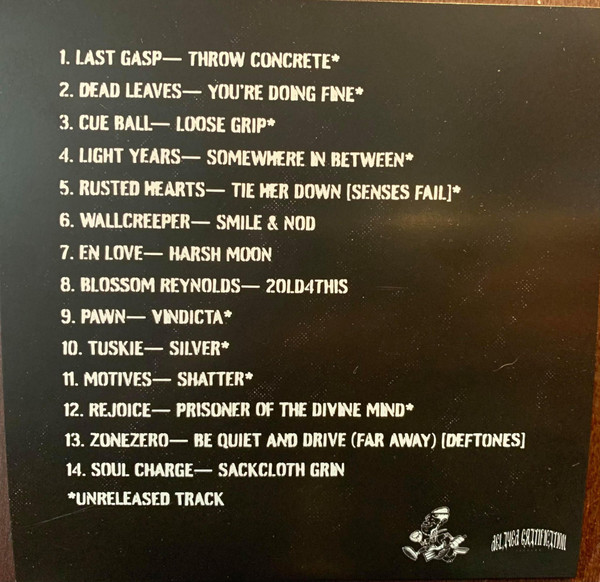 1. LAST GASP— THROW CONCRETE*
2. DEAD LEAVES— YOU'RE DOING FINE*
3. CUE BALL— LOOSE GRIP*
4. LIGHT YEARS— SOMEWHERE IN BETWEEN*
5. RUSTED HEARTS— TIE HER DOWN [SENSES FAIL]*
6. WALLCREEPER— SMILE & NOD
7. EN LOVE— HARSH MOON
8. BLOSSOM REYNOLDS— 2OLD4THIS
9. PAWN— VINDICTA*
10. TUSKIE— SILVER*
11. MOTIVES— SHATTER*
12. REJOICE— PRISONER OF THE DIVINE MIND*
13. ZONEZERO— BE QUIET AND DRIVE (FAR AWAY) [DEFTONES]
14. SOUL CHARGE— SACKCLOTH GRIN
*UNRELEASED TRACK